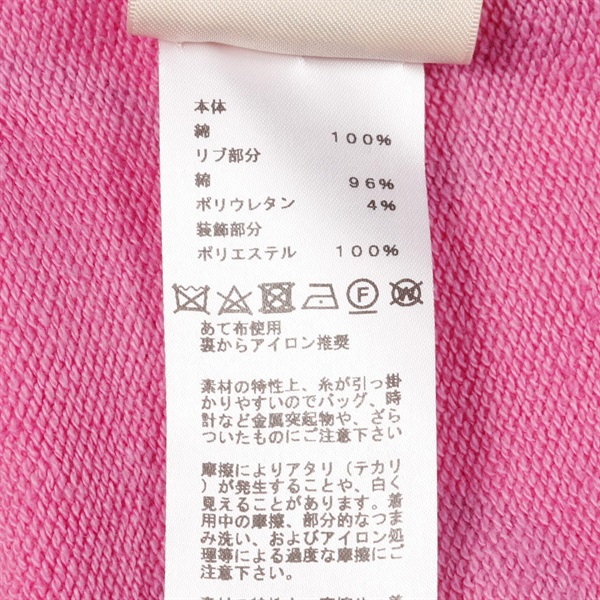 本体
綿 100%
リブ部分
綿 96%
ポリウレタン 4%
装飾部分
ポリエステル 100%
F W
あて布使用
裏からアイロン推奨
素材の特性上、糸が引っ掛
かりやすいのでバッグ、時
計など金属突起物や、ざら
ついたものにご注意下さい
摩擦によりアタリ（テカリ
）が発生することや、白く
見えることがあります。着
用中の摩擦、部分的なつま
み洗い、およびアイロン処
理等による過度な摩擦にご
注意下さい